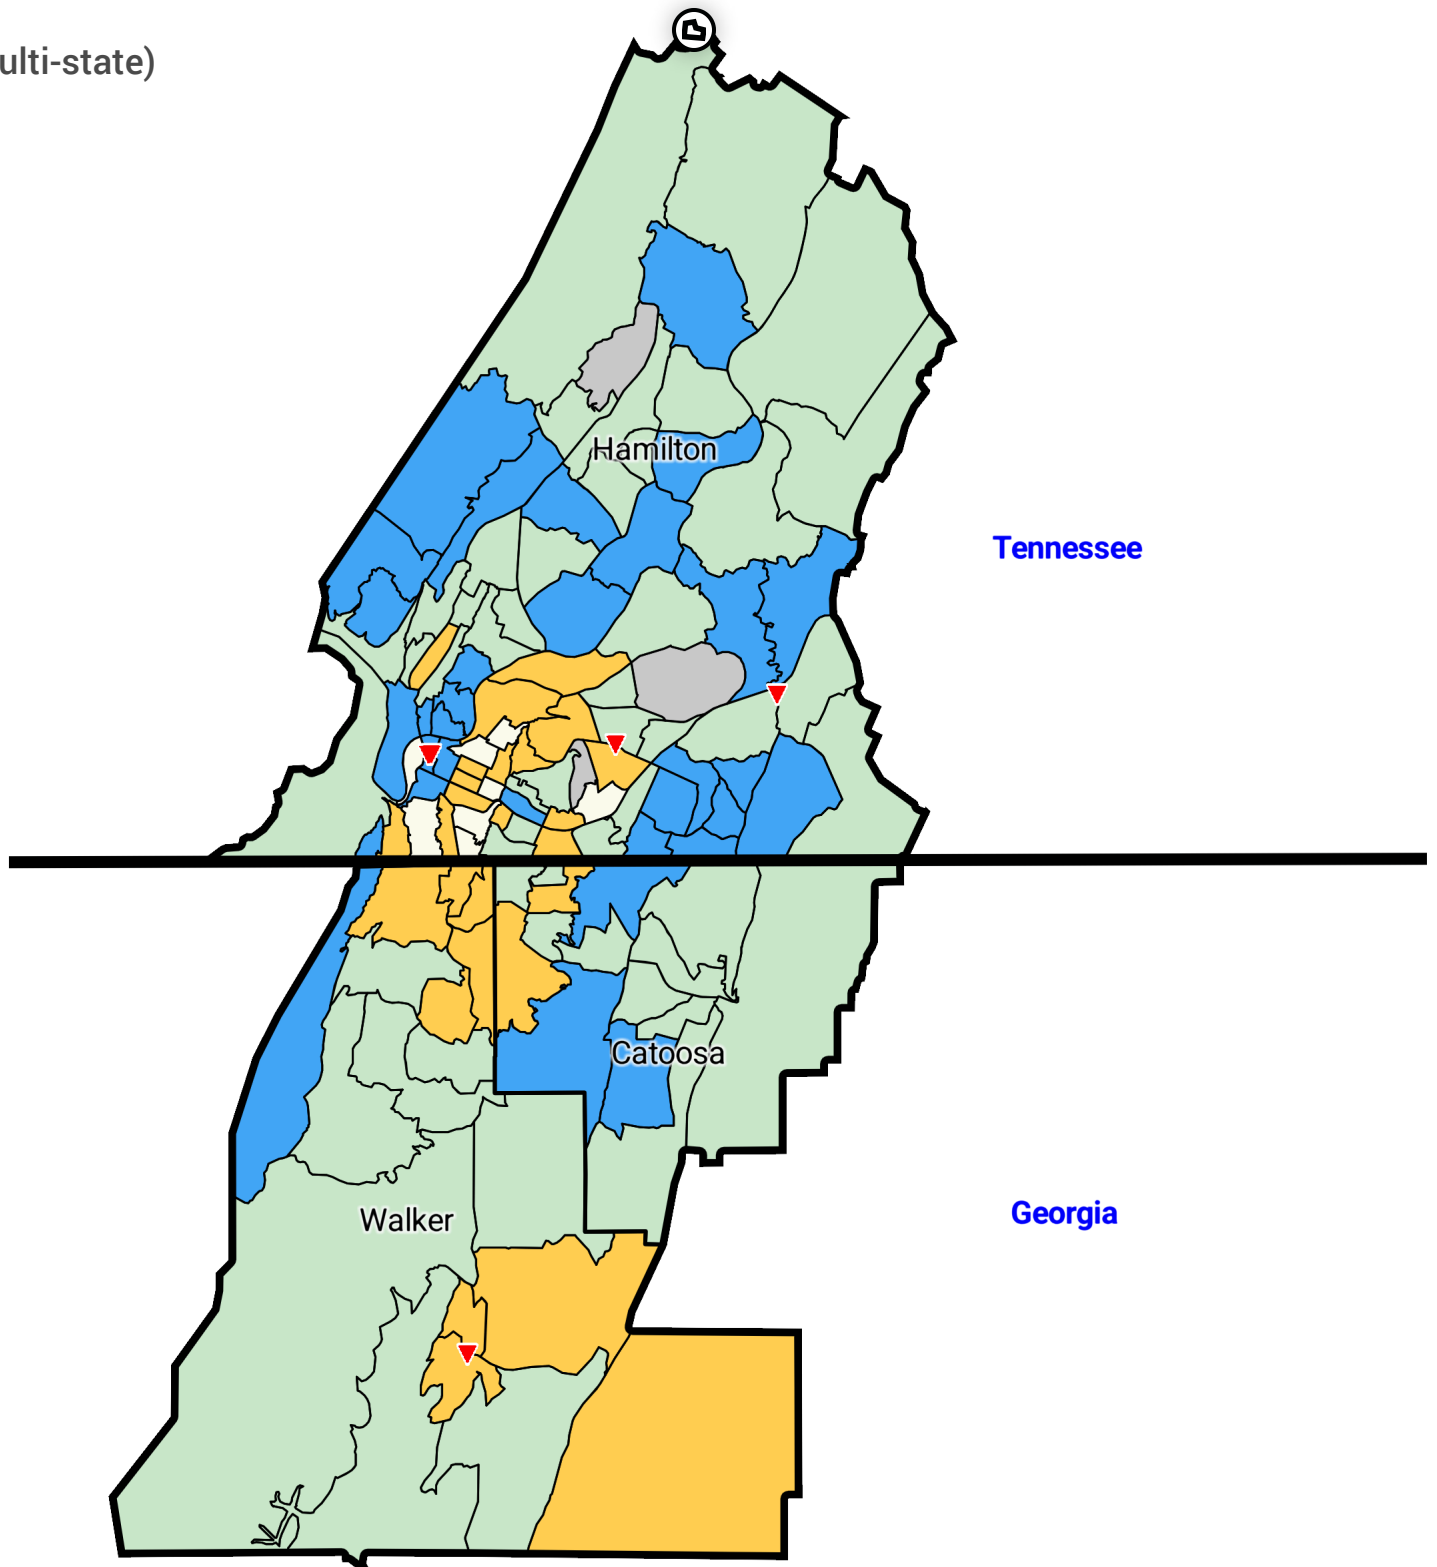 ulti-state)
Hamilton
Tennessee
Catoosa
Georgia
Walker